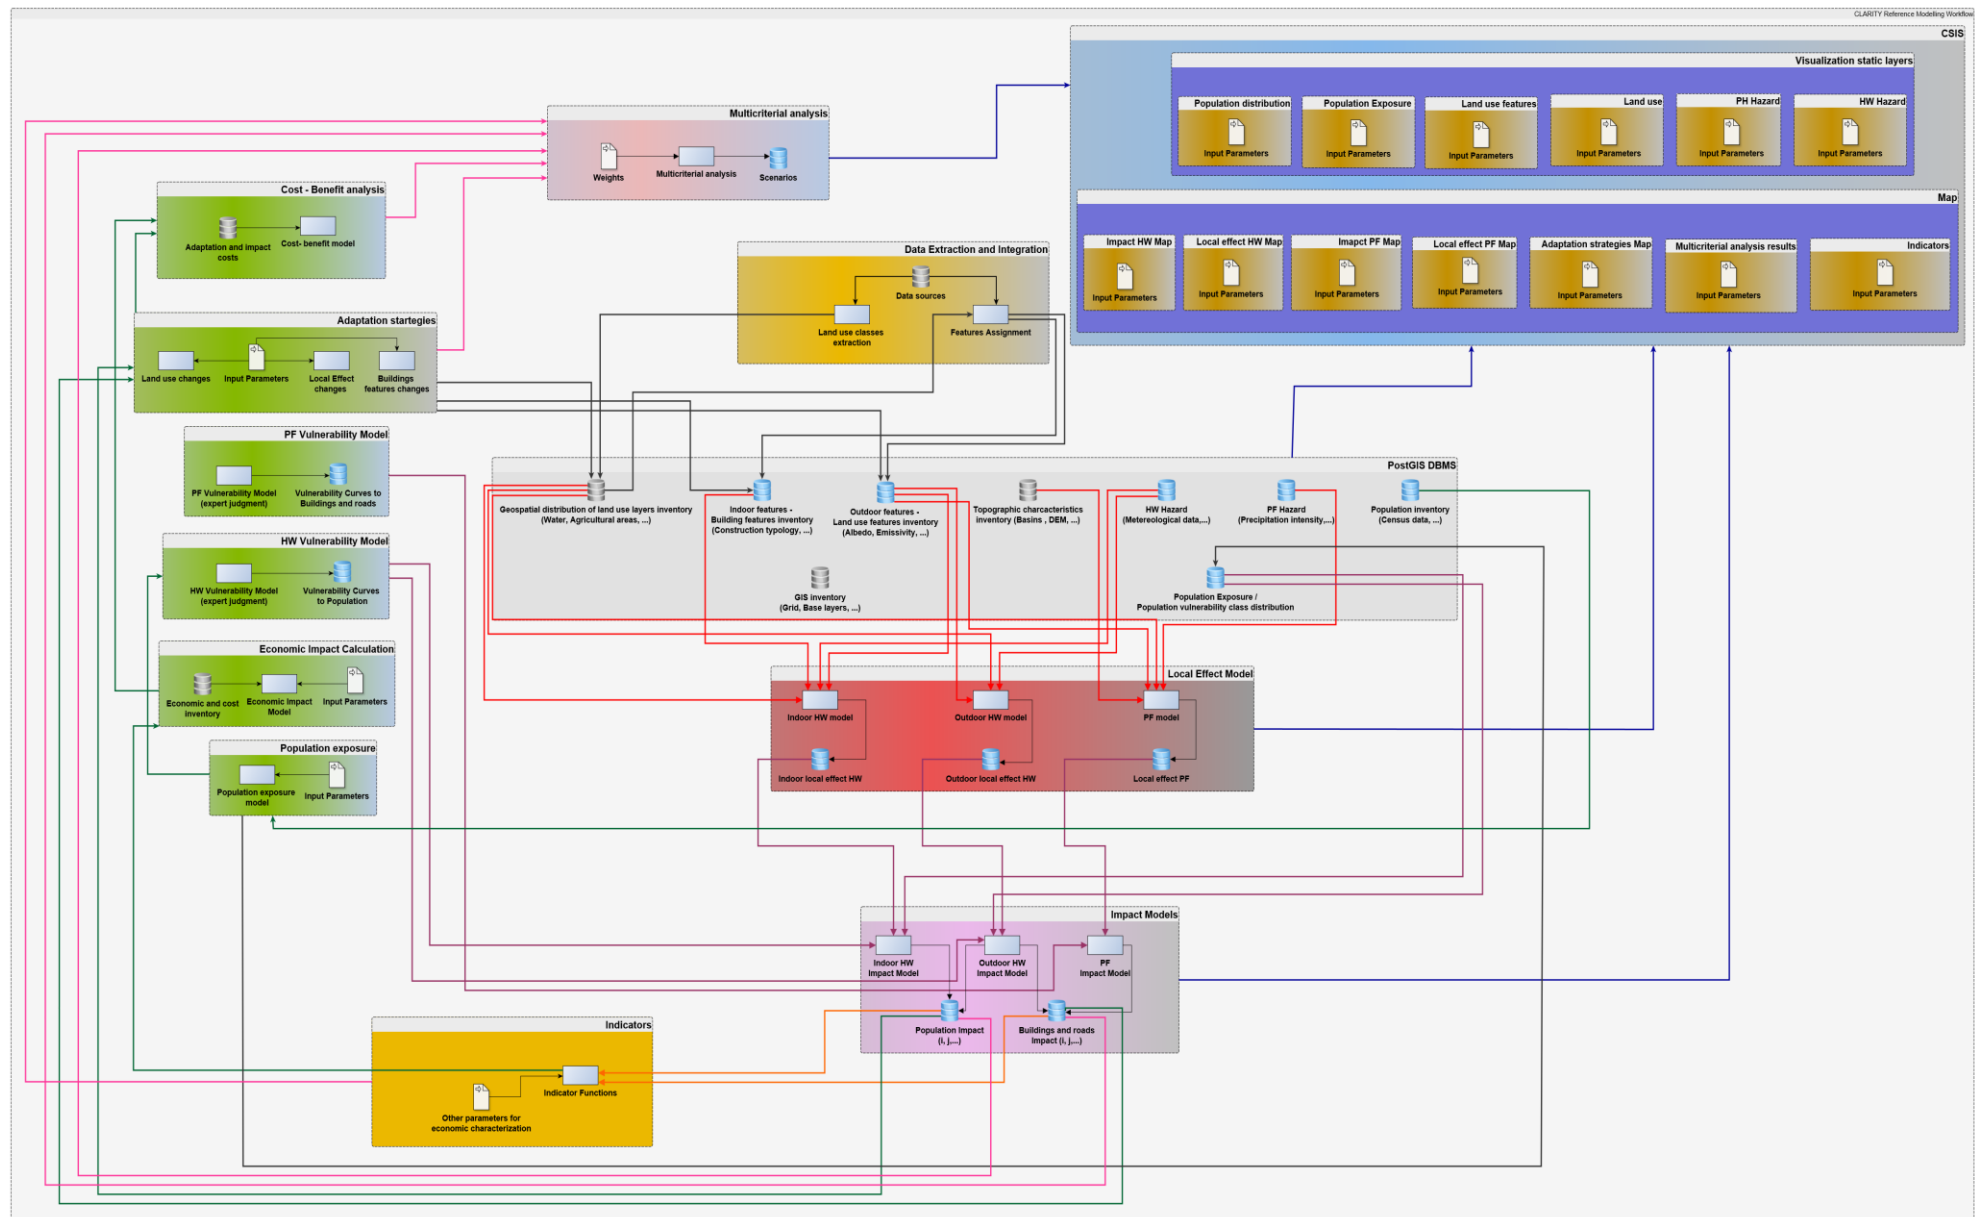 CLARITY Reference Modelling Workflow
CSIS
Visualization static layers
Population distribution
Input Parameters
Population Exposure
Input Parameters
Land use features
Input Parameters
Land use
Input Parameters
PH Hazard
Input Parameters
HW Hazard
Input Parameters
Map
Impact HW Map
Input Parameters
Local effect HW Map
Input Parameters
Imapct PF Map
Input Parameters
Local effect PF Map
Input Parameters
Adaptation strategies Map
Input Parameters
Multicriterial analysis results
Input Parameters
Indicators
Input Parameters
Multicriterial analysis
Weights
Multicriterial analysis
Scenarios
Cost - Benefit analysis
Adaptation and impact
costs
Cost- benefit model
Data Extraction and Integration
Data sources
Land use classes
extraction
Features Assignment
Adaptation startegies
Land use changes
Input Parameters
Local Effect
changes
Buildings
features changes
PF Vulnerability Model
PF Vulnerability Model
(expert judgment)
Vulnerability Curves to
Buildings and roads
PostGIS DBMS
Geospatial distribution of land use layers inventory
(Water, Agricultural areas, ...)
Indoor features -
Building features inventory
(Construction typology, ...)
Outdoor features -
Land use features inventory
(Albedo, Emissivity, ...)
Topographic charcacteristics
inventory (Basins , DEM, ...)
HW Hazard
(Metereological data,...)
PF Hazard
(Precipitation intensity,...)
Population inventory
(Census data, ...)
GIS inventory
(Grid, Base layers, ...)
Population Exposure /
Population vulnerability class distribution
HW Vulnerability Model
HW Vulnerability Model
(expert judgment)
Vulnerability Curves
to Population
Economic Impact Calculation
Economic and cost
inventory
Economic Impact
Model
Input Parameters
Local Effect Model
Indoor HW model
Outdoor HW model
PF model
Indoor local effect HW
Outdoor local effect HW
Local effect PF
Population exposure
Population exposure
model
Input Parameters
Impact Models
Indoor HW
Impact Model
Outdoor HW
Impact Model
PF
Impact Model
Population Impact
(i, j,...)
Buildings and roads
Impact (i, j,...)
Indicators
Indicator Functions
Other parameters for
economic characterization